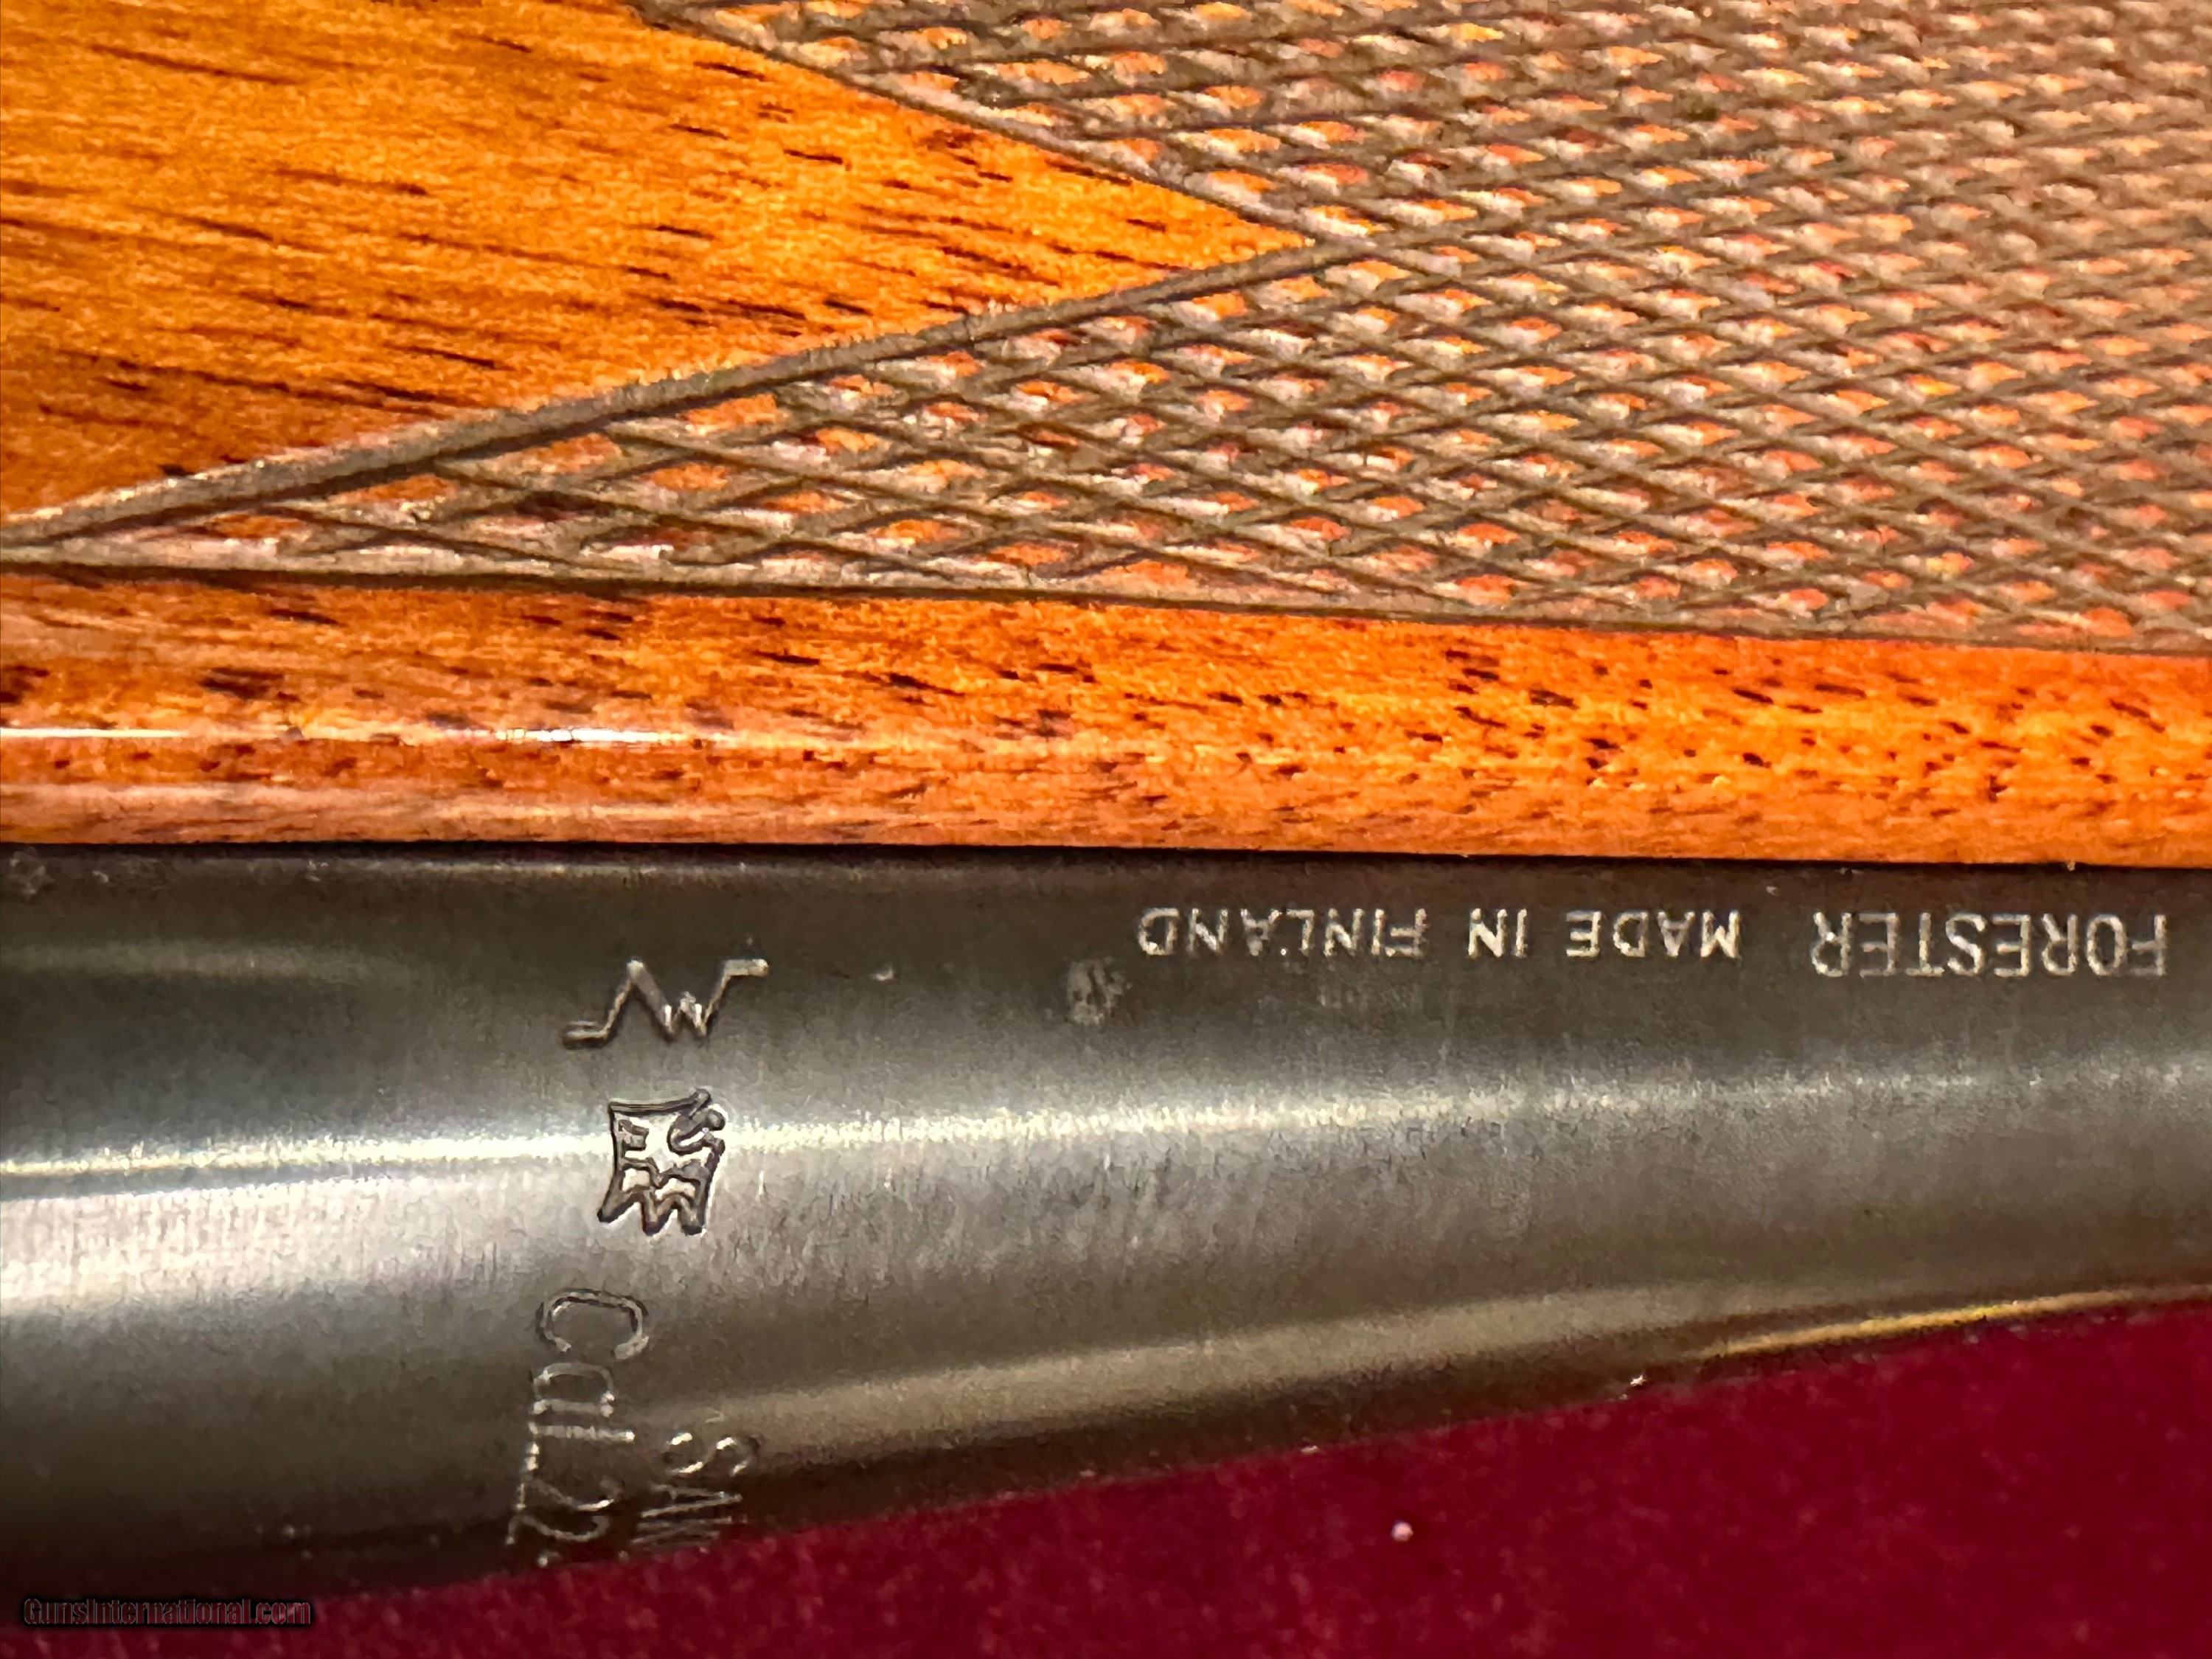 FORESTER MADE IN FINLAND
Cal.22
GunsInternational.com